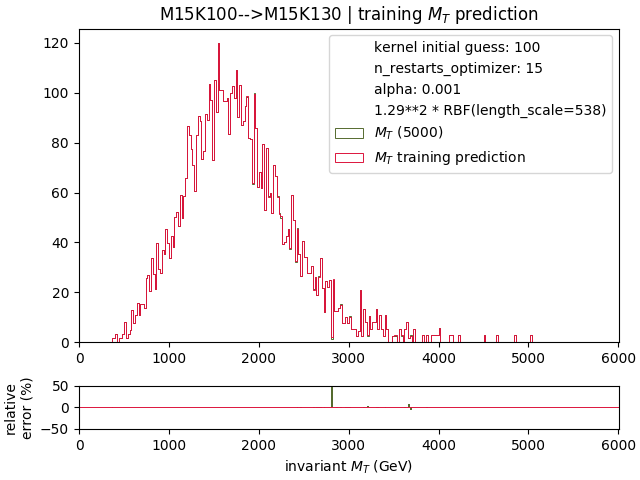 M15K100-->M15K130 | training M_T prediction
120
100
80
60
40
20
0
kernel initial guess: 100
n_restarts_optimizer: 15
alpha: 0.001
1.29**2 * RBF(length_scale=538)
M_T (5000)
M_T training prediction
0 1000 2000 3000 4000 5000 6000
relative
error (%)
50
0
−50
0 1000 2000 3000 4000 5000 6000
invariant M_T (GeV)